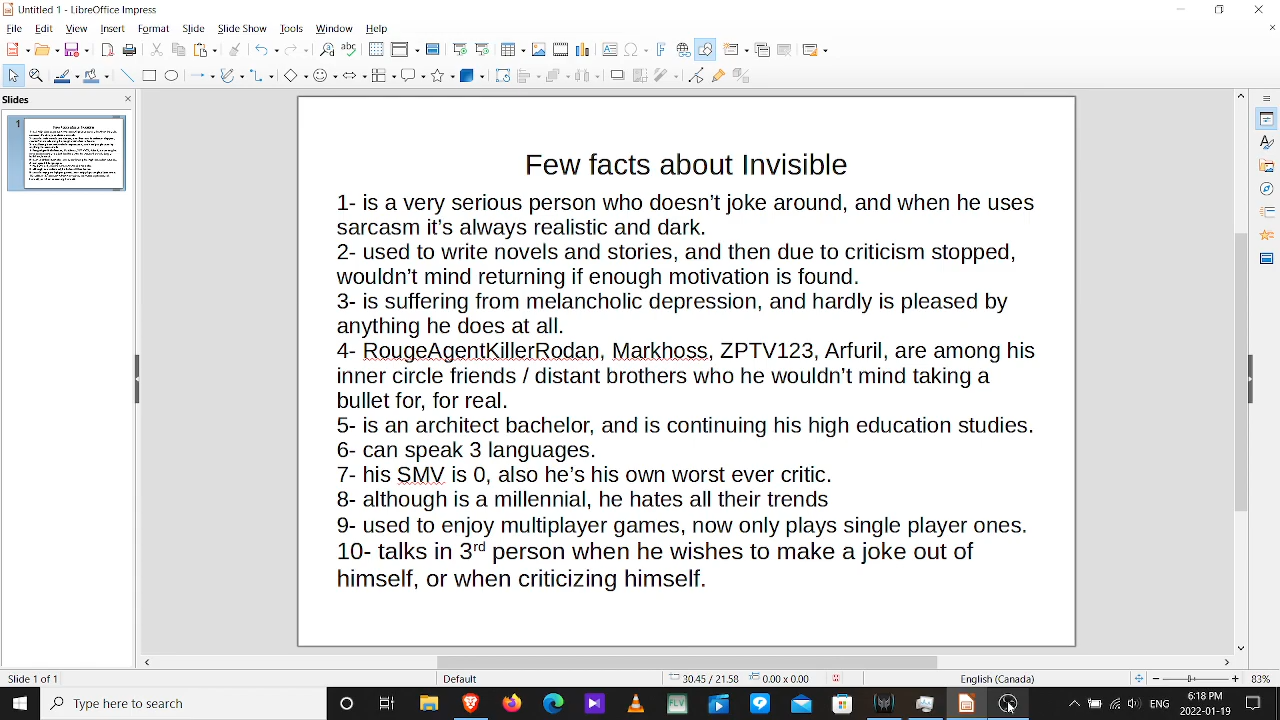 Untitled 1 - LibreOffice Impress
File Edit View Insert Format Slide Slide Show Tools Window Help
Slides
1
Few facts about Invisible
1- is a very serious person who doesn't joke around, and when he uses
sarcasm it's always realistic and dark.
2- used to write novels and stories, and then due to criticism stopped,
wouldn't mind returning if enough motivation is found.
3- is suffering from melancholic depression, and hardly is pleased by
anything he does at all.
4- RougeAgentKillerRodan, Markhoss, ZPTV123, Arfuril, are among his
inner circle friends / distant brothers who he wouldn't mind taking a
bullet for, for real.
5- is an architect bachelor, and is continuing his high education studies.
6- can speak 3 languages.
7- his SMV is 0, also he's his own worst ever critic.
8- although is a millennial, he hates all their trends
9- used to enjoy multiplayer games, now only plays single player ones.
10- talks in 3rd person when he wishes to make a joke out of
himself, or when criticizing himself.
Slide 1 of 1 Default 30.45 / 21.58 0.00 x 0.00 English (Canada) 83%
Type here to search
FLV
ENG
6:18 PM
2022-01-19